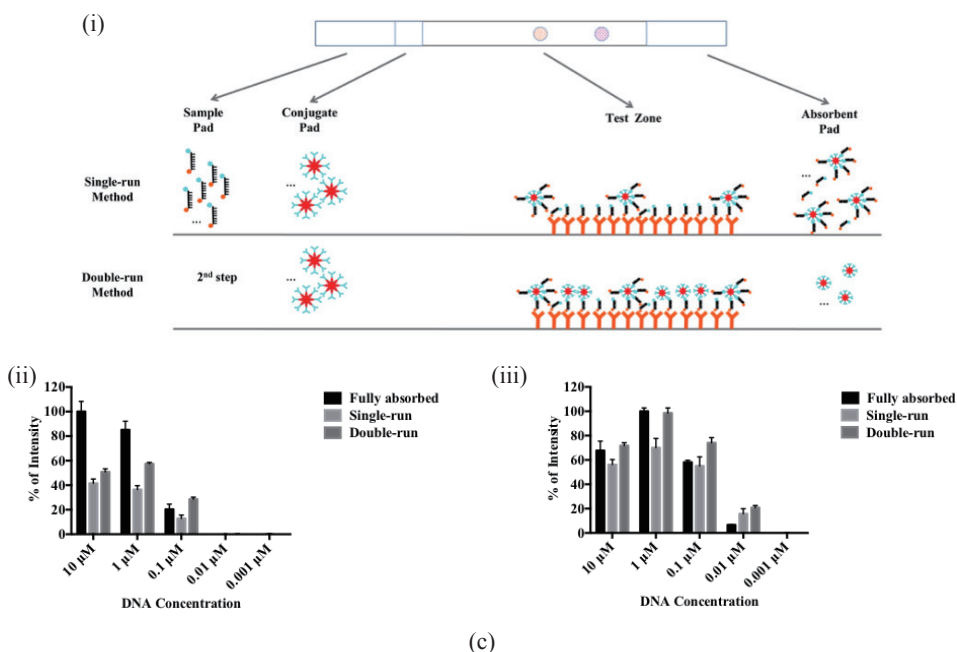 (i)
Sample
Pad
Conjugate
Pad
Test Zone
Absorbent
Pad
Single-run
Method
...
...
...
...
Double-run
Method
2nd step
...
...
(ii)
120
100
80
60
40
20
0
% of Intensity
10 µM
1 µM
0.1 µM
0.01 µM
0.001 µM
DNA Concentration
Fully absorbed
Single-run
Double-run
(iii)
120
100
80
60
40
20
0
% of Intensity
10 µM
1 µM
0.1 µM
0.01 µM
0.001 µM
DNA Concentration
Fully absorbed
Single-run
Double-run
(c)